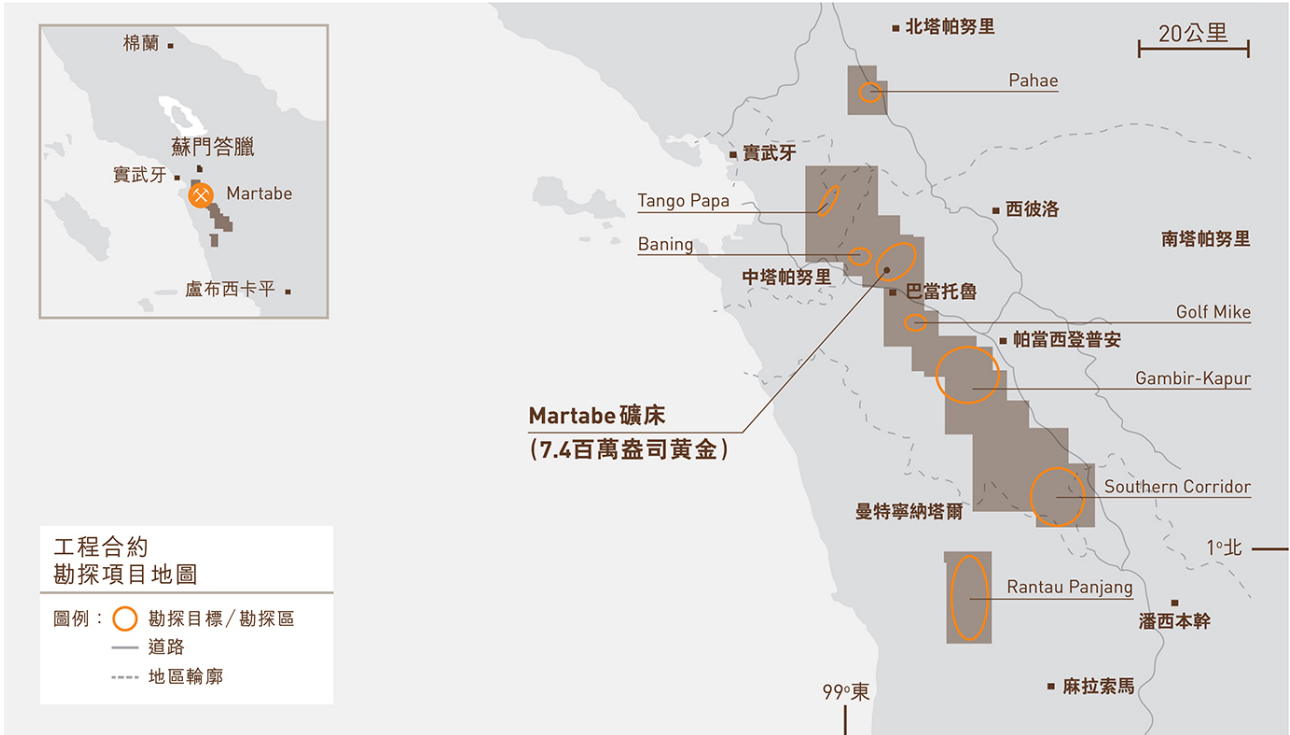 棉蘭
蘇門答臘
實武牙
Martabe
盧布西卡平
北塔帕努里
20公里
Pahae
實武牙
Tango Papa
西彼洛
Baning
南塔帕努里
中塔帕努里
巴當托魯
Golf Mike
帕當西登普安
Gambir-Kapur
Martabe礦床
(7.4百萬盎司黄金)
Southern Corridor
曼特寧納塔爾
1º北
Rantau Panjang
潘西本幹
麻拉索馬
99º東
工程合約
勘探項目地圖
圖例：
勘探目標/勘探區
道路
地區輪廓